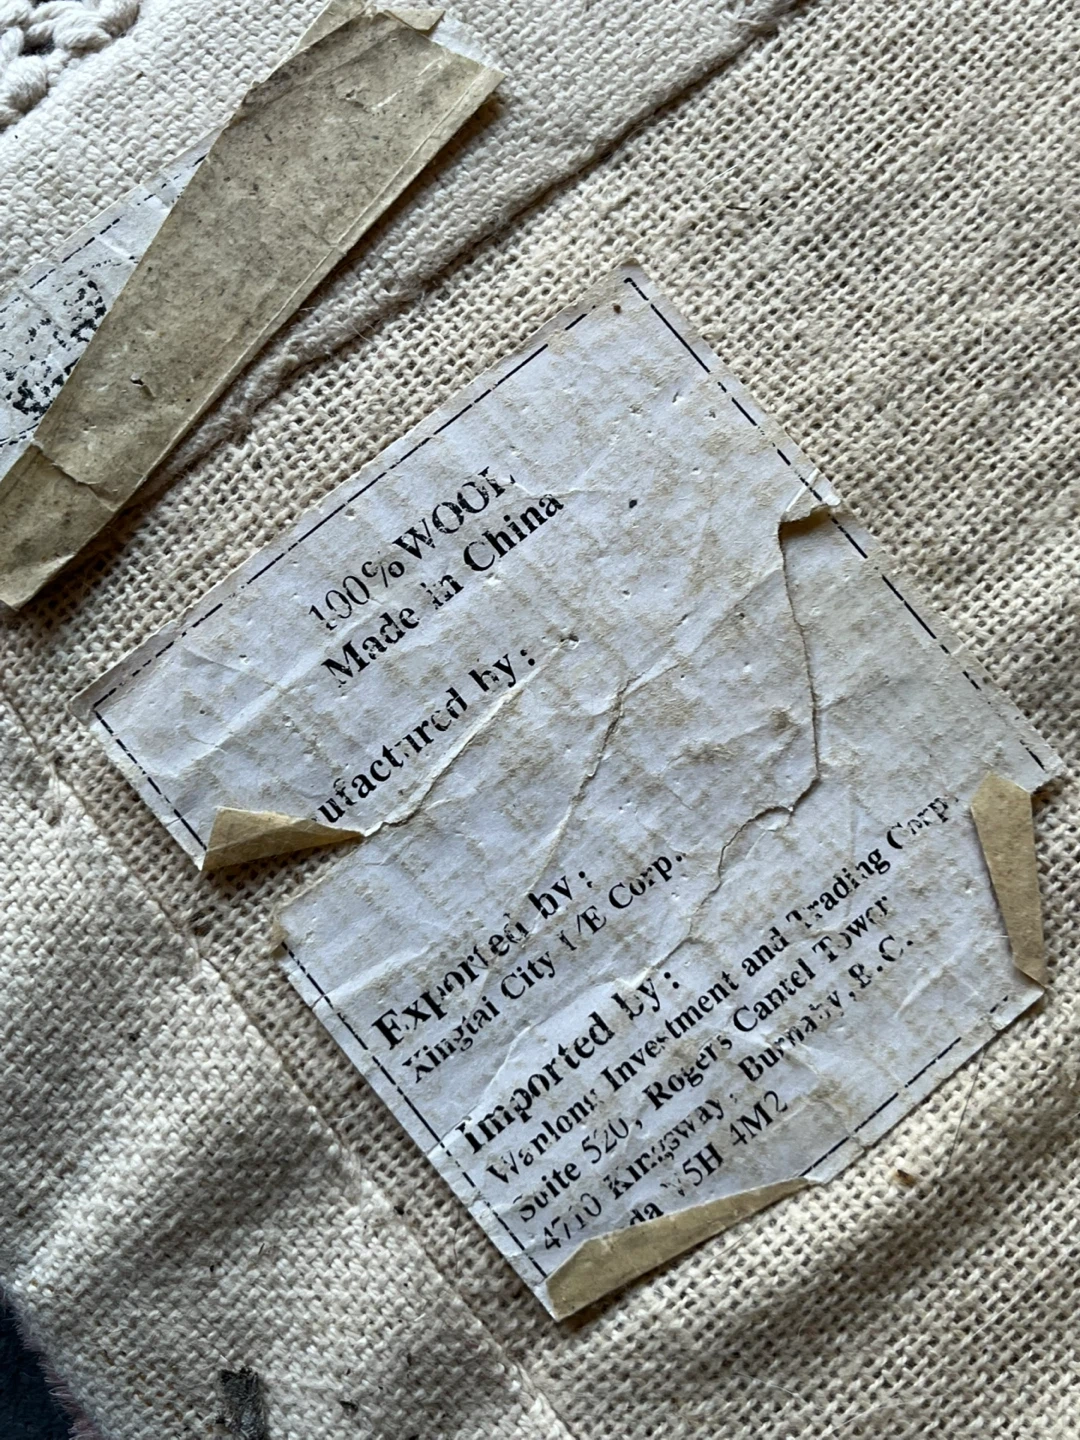 100% WOOL
Made in China
ufactured by:
Exported by:
Xingtai City I/E Corp.
Imported by:
Wanlong Investment and Trading Corp.
Suite 520, Rogers Cantel Tower
4710 Kingsway, Burnaby, B.C.
da V5H 4M2